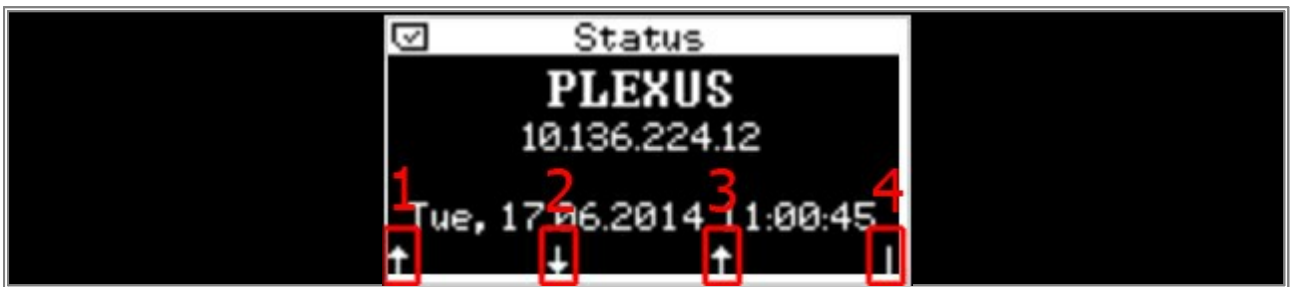 Status
PLEXUS
10.136.224.12
1 2 3 4
Tue, 17.06.2014 11:00:45
↑ ↓ ↑ |